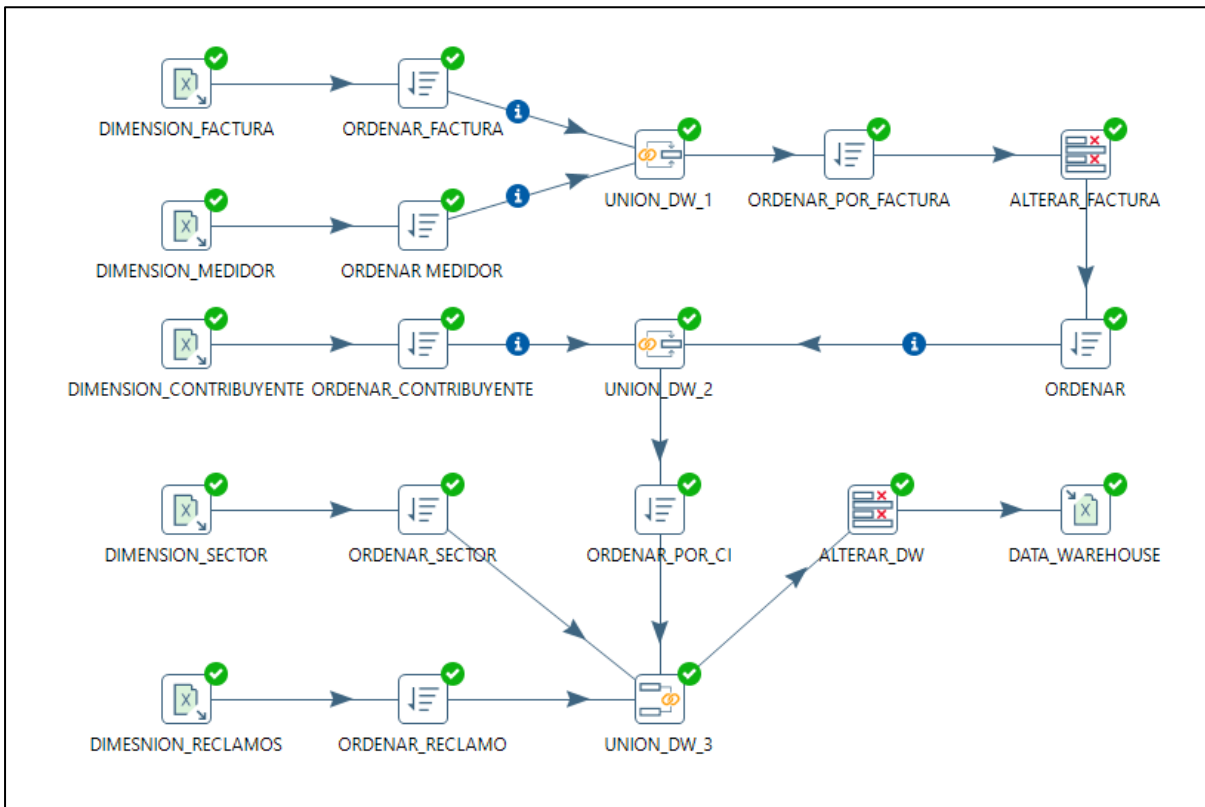 DIMENSION_FACTURA
ORDENAR_FACTURA
UNION_DW_1
ORDENAR_POR_FACTURA
ALTERAR_FACTURA
DIMENSION_MEDIDOR
ORDENAR MEDIDOR
DIMENSION_CONTRIBUYENTE
ORDENAR_CONTRIBUYENTE
UNION_DW_2
ORDENAR
DIMENSION_SECTOR
ORDENAR_SECTOR
ORDENAR_POR_CI
ALTERAR_DW
DATA_WAREHOUSE
DIMESNION_RECLAMOS
ORDENAR_RECLAMO
UNION_DW_3